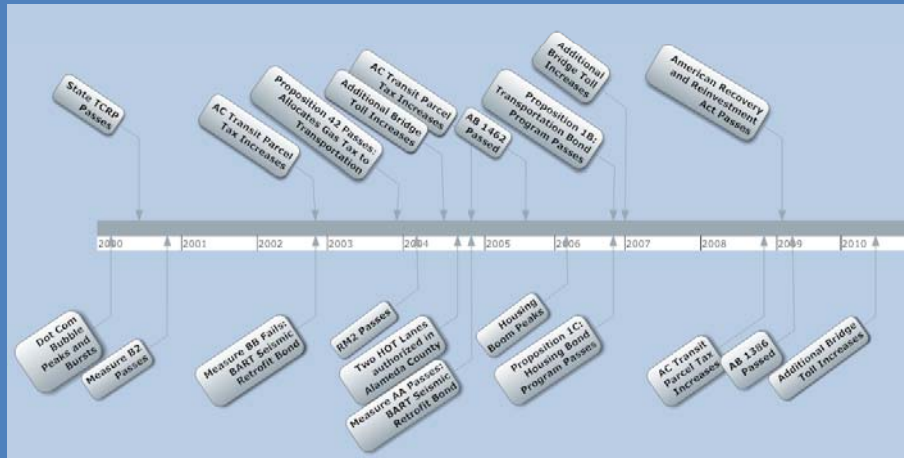 State TCRP
Passes
AC Transit Parcel
Tax Increases
Proposition 42 Passes:
Allocates Gas Tax to
Transportation
Additional Bridge
Toll Increases
AC Transit Parcel
Tax Increases
AB 1462
Passed
Proposition 1B:
Transportation Bond
Program Passes
Additional
Bridge Toll
Increases
American Recovery
and Reinvestment
Act Passes
2000 2001 2002 2003 2004 2005 2006 2007 2008 2009 2010
Dot Com
Buble
Peaks and
Bursts
Measure B2
Passes
Measure BB Fails:
BART Seismic
Retrofit Bond
RM2 Passes
Two HOT Lanes
authorized in
Alameda County
Measure AA Passes:
BART Seismic
Retrofit Bond
Housing
Boom Peaks
Proposition 1C:
Housing Bond
Program Passes
AC Transit
Parcel Tax
Increases
AB 1386
Passed
Additional Bridge
Toll Increases